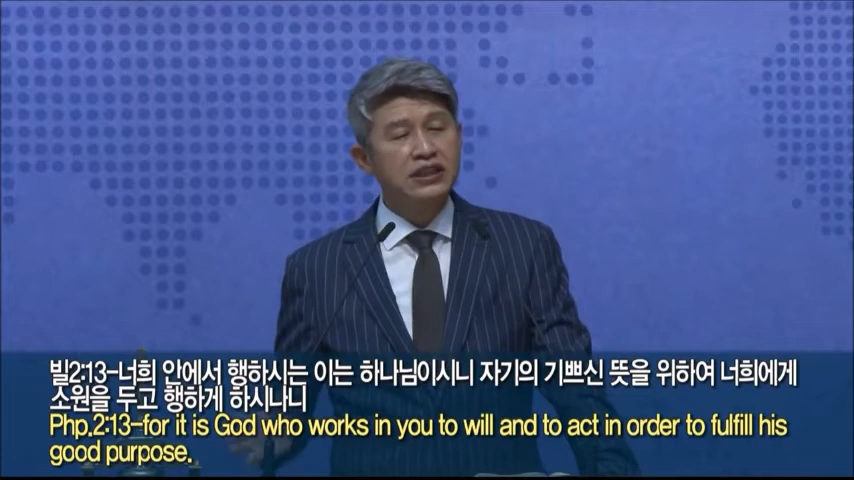 빌2:13-너희 안에서 행하시는 이는 하나님이시니 자기의 기쁘신 뜻을 위하여 너희에게
소원을 두고 행하게 하시나니
Php.2:13-for it is God who works in you to will and to act in order to fulfill his
good purpose.